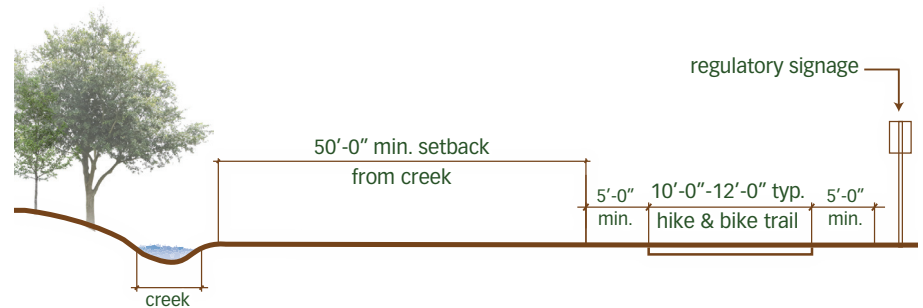 regulatory signage
50'-0" min. setback
from creek
5'-0"
min.
10'-0"-12'-0" typ.
hike & bike trail
5'-0"
min.
creek